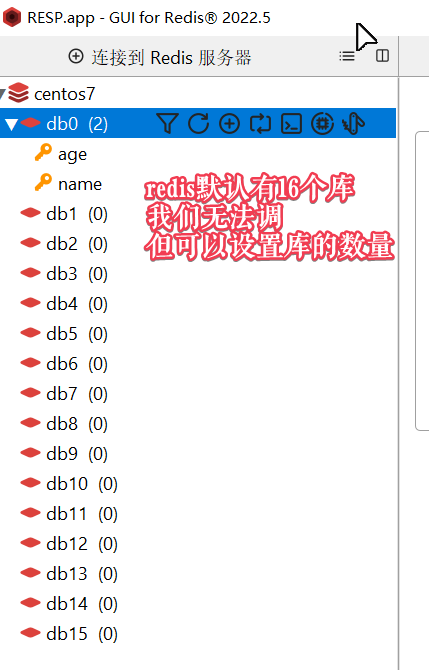 RESP.app - GUI for Redis® 2022.5
连接到 Redis 服务器
centos7
db0 (2)
age
name
redis默认有16个库
我们无法调
但可以设置库的数量
db1 (0)
db2 (0)
db3 (0)
db4 (0)
db5 (0)
db6 (0)
db7 (0)
db8 (0)
db9 (0)
db10 (0)
db11 (0)
db12 (0)
db13 (0)
db14 (0)
db15 (0)